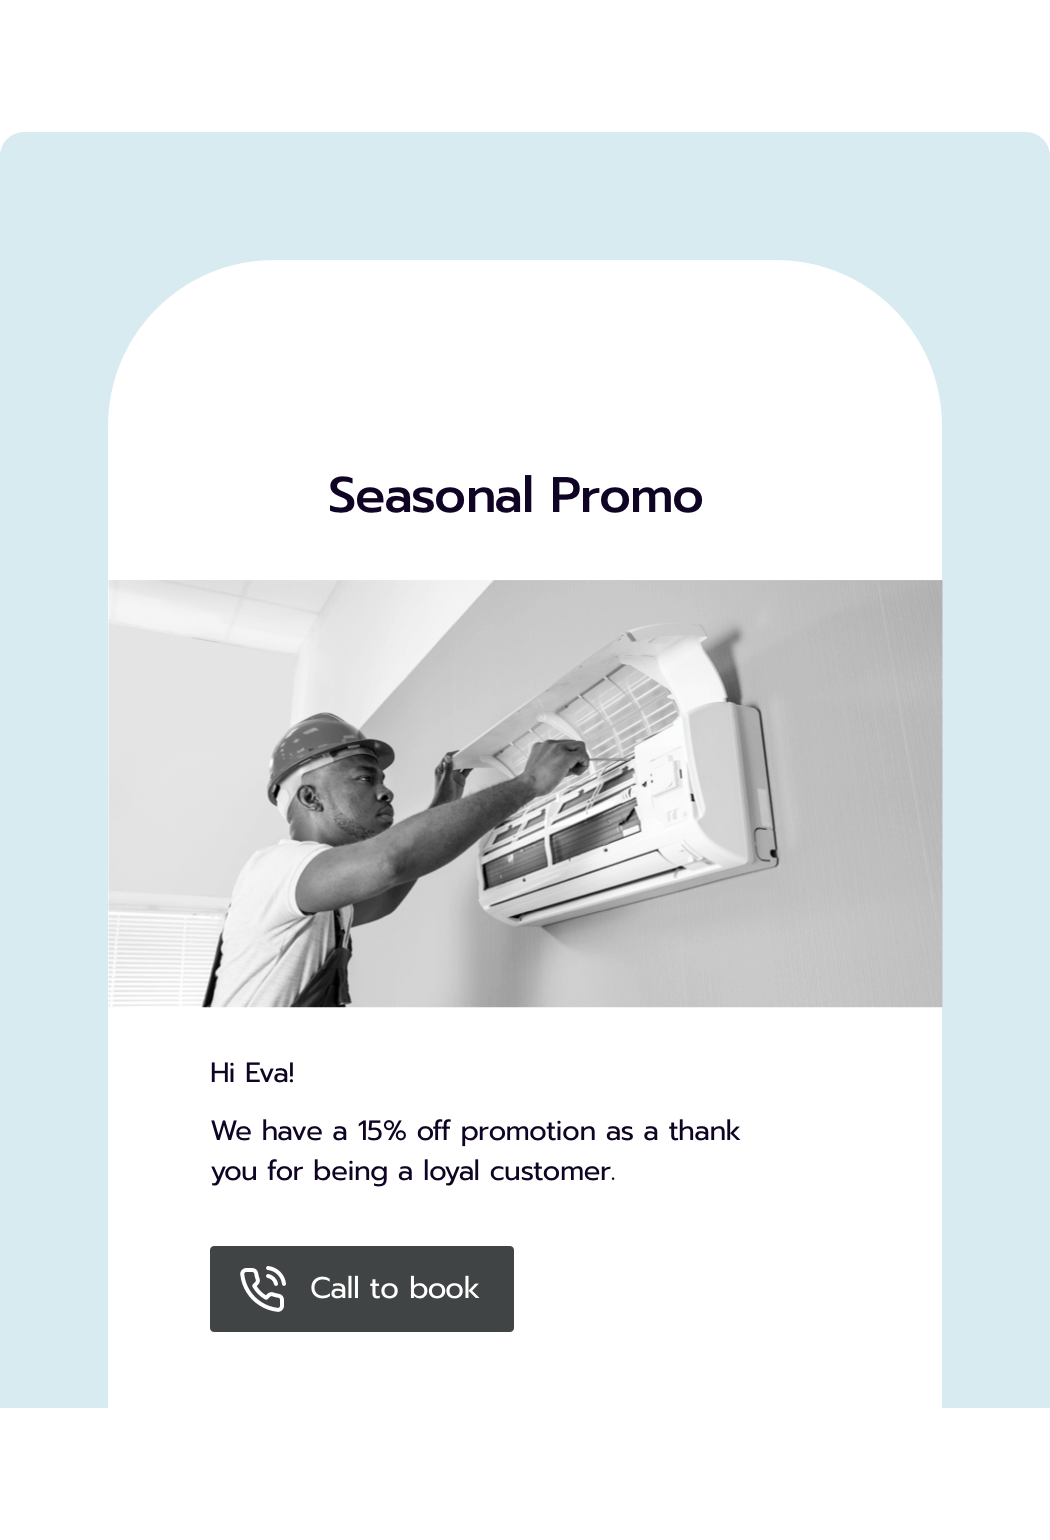 Seasonal Promo
Hi Eva!
We have a 15% off promotion as a thank
you for being a loyal customer.
Call to book